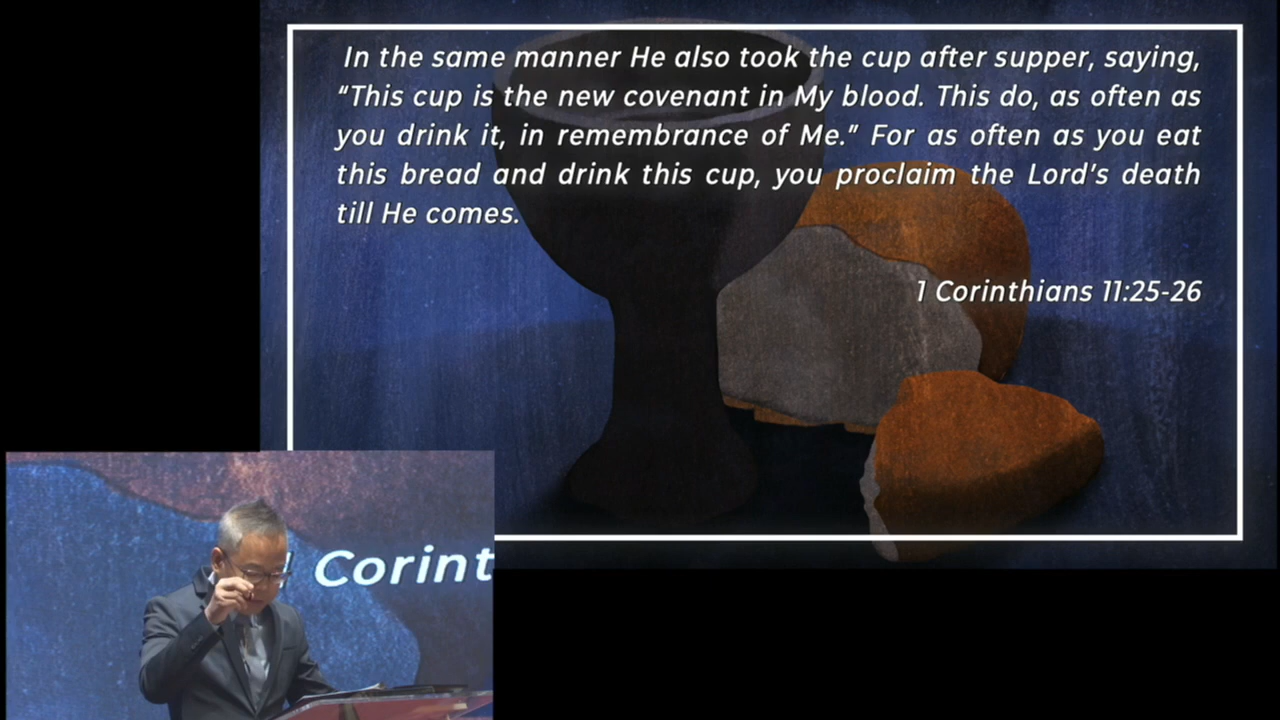 In the same manner He also took the cup after supper, saying,
“This cup is the new covenant in My blood. This do, as often as
you drink it, in remembrance of Me.” For as often as you eat
this bread and drink this cup, you proclaim the Lord’s death
till He comes.
1 Corinthians 11:25-26
1 Corint